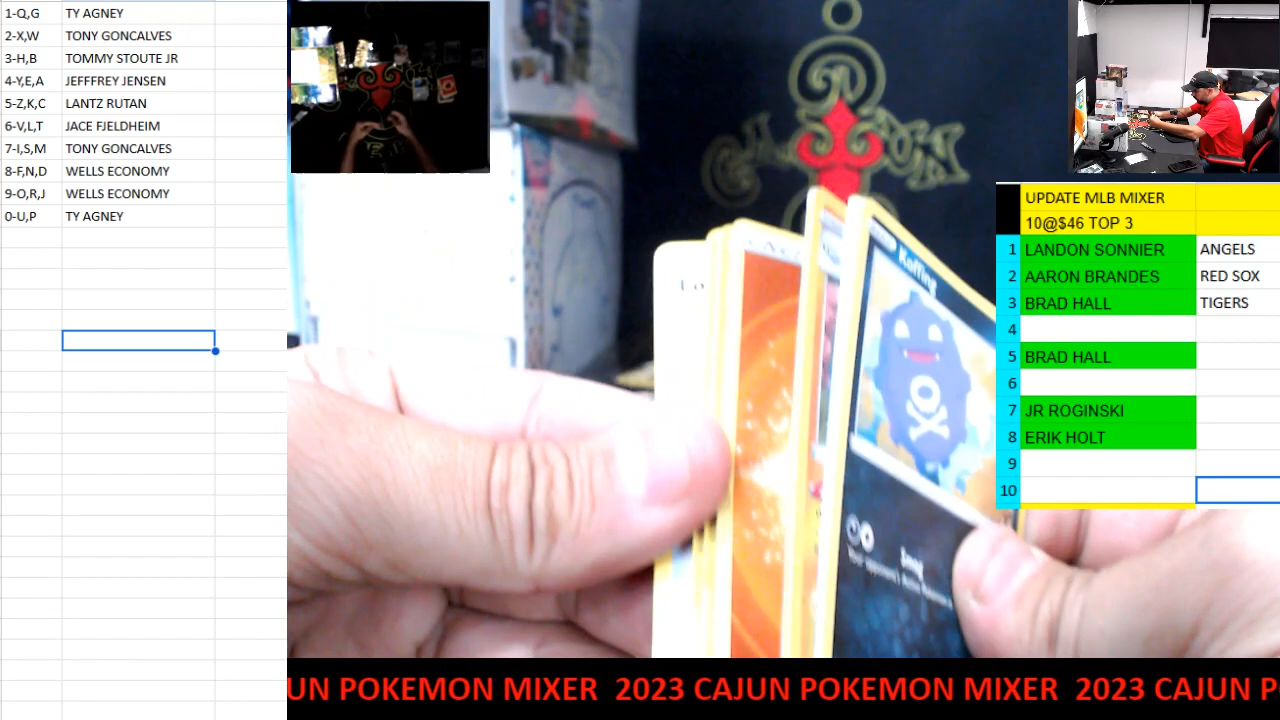 1-Q,G TY AGNEY
2-X,W TONY GONCALVES
3-H,B TOMMY STOUTE JR
4-Y,E,A JEFFFREY JENSEN
5-Z,K,C LANTZ RUTAN
6-V,L,T JACE FJELDHEIM
7-I,S,M TONY GONCALVES
8-F,N,D WELLS ECONOMY
9-O,R,J WELLS ECONOMY
0-U,P TY AGNEY
UPDATE MLB MIXER
10@$46 TOP 3
1 LANDON SONNIER ANGELS
2 AARON BRANDES RED SOX
3 BRAD HALL TIGERS
4
5 BRAD HALL
6
7 JR ROGINSKI
8 ERIK HOLT
9
10
Koffing
Smog
UN POKEMON MIXER 2023 CAJUN POKEMON MIXER 2023 CAJUN P